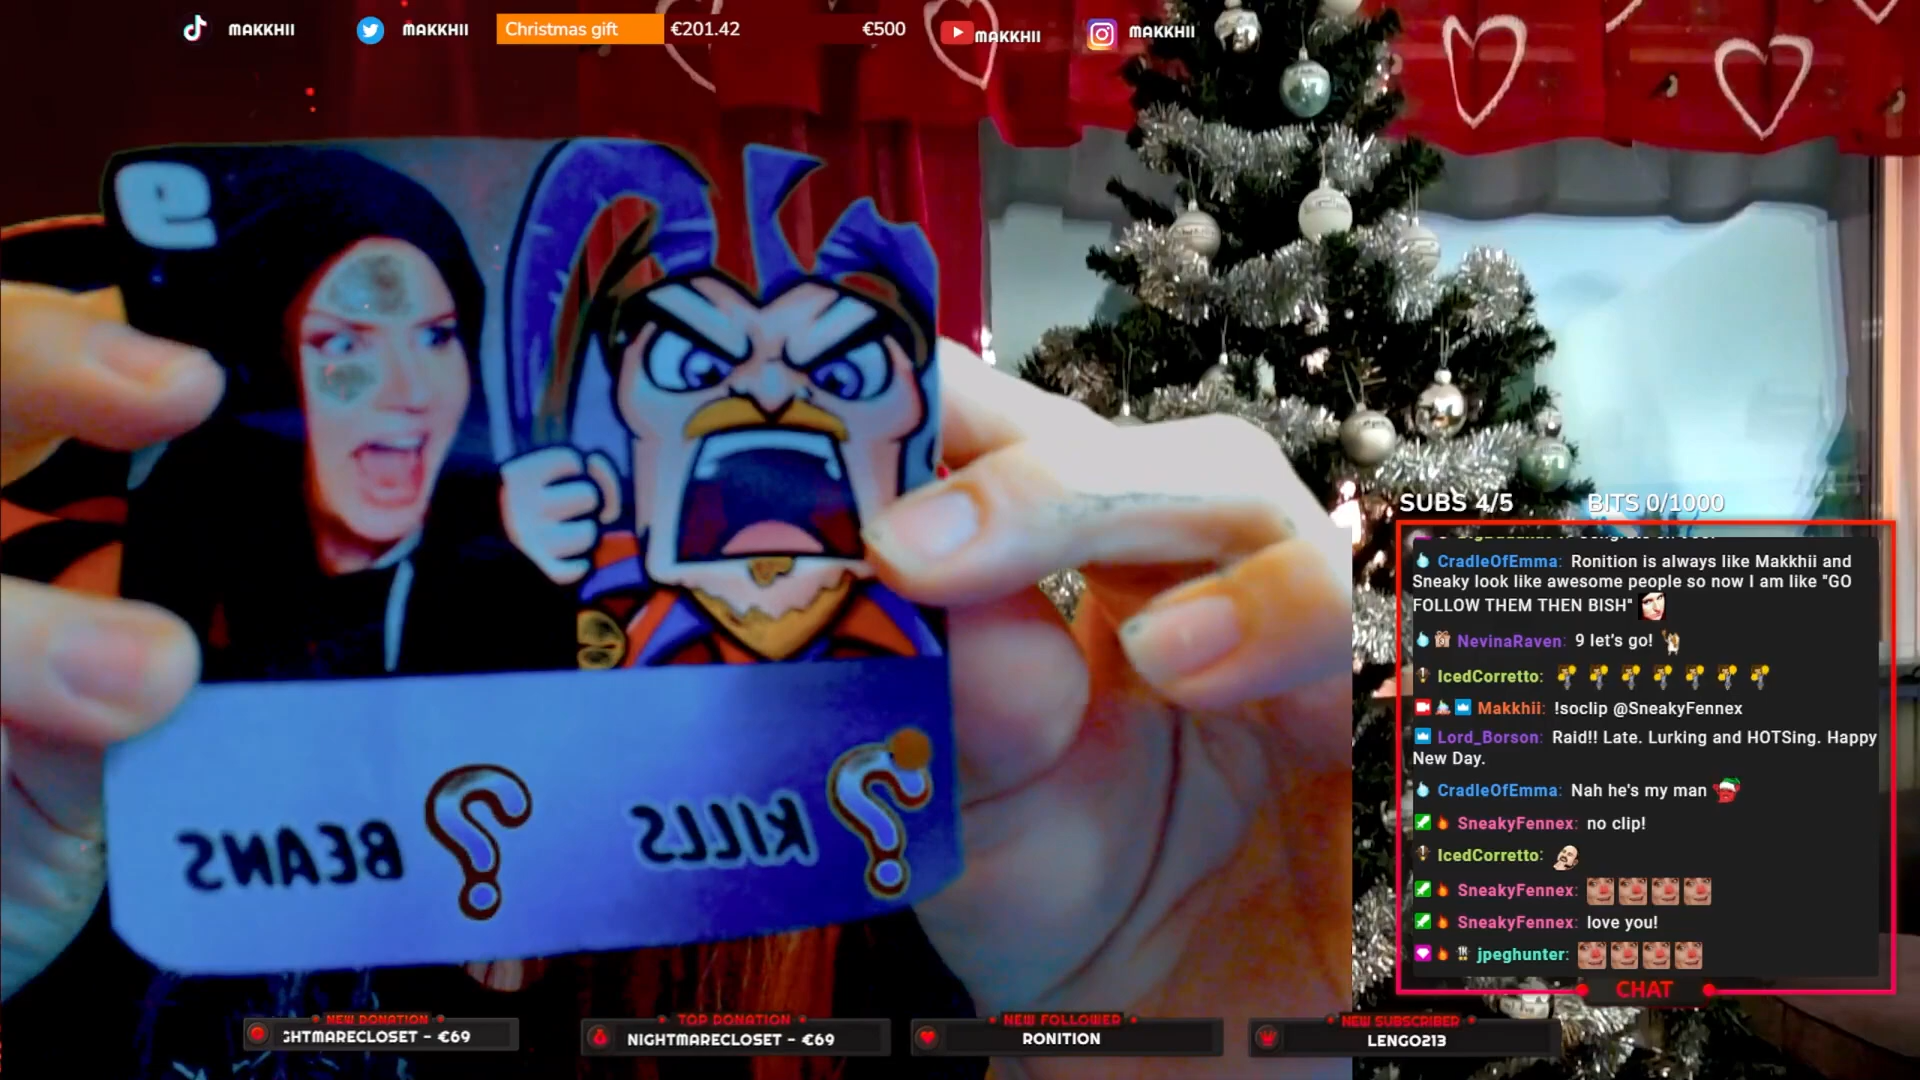 MAKKHII
MAKKHII
Christmas gift €201.42 €500
MAKKHII
MAKKHII
9
? KILLS
? BEANS
SUBS 4/5 BITS 0/1000
CradleOfEmma: Ronition is always like Makkhii and
Sneaky look like awesome people so now I am like "GO
FOLLOW THEM THEN BISH"
NevinaRaven: 9 let's go!
IcedCorretto:
Makkhii: !soclip @SneakyFennex
Lord_Borson: Raid!! Late. Lurking and HOTSing. Happy
New Day.
CradleOfEmma: Nah he's my man
SneakyFennex: no clip!
IcedCorretto:
SneakyFennex:
SneakyFennex: love you!
jpeghunter:
CHAT
NEW DONATION
GHTMARECLOSET - €69
TOP DONATION
NIGHTMARECLOSET - €69
NEW FOLLOWER
RONITION
NEW SUBSCRIBER
LENGO213